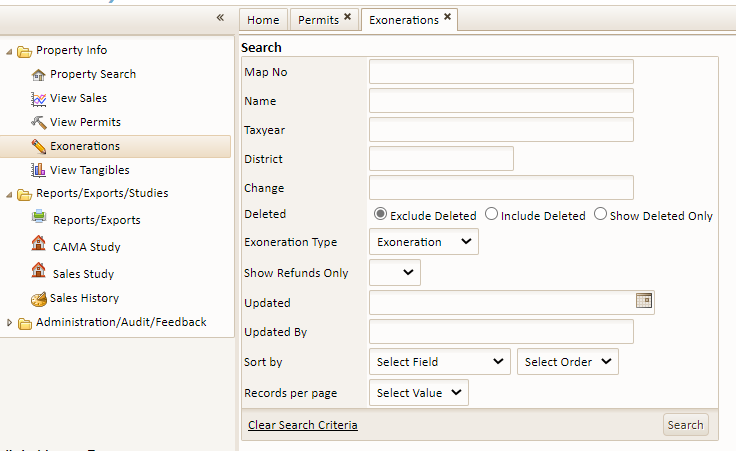 «
Home
Permits
Exonerations
Property Info
Property Search
View Sales
View Permits
Exonerations
View Tangibles
Reports/Exports/Studies
Reports/Exports
CAMA Study
Sales Study
Sales History
Administration/Audit/Feedback
Search
Map No
Name
Taxyear
District
Change
Deleted Exclude Deleted Include Deleted Show Deleted Only
Exoneration Type Exoneration
Show Refunds Only
Updated
Updated By
Sort by Select Field Select Order
Records per page Select Value
Clear Search Criteria Search